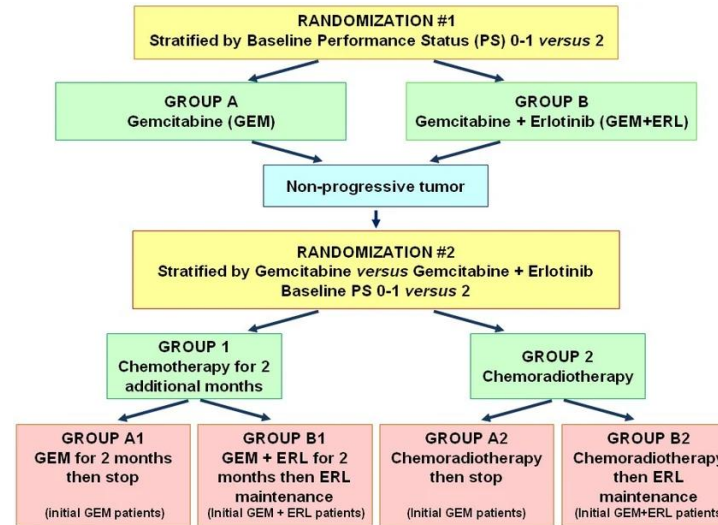 RANDOMIZATION #1
Stratified by Baseline Performance Status (PS) 0-1 versus 2
GROUP A
Gemcitabine (GEM)
GROUP B
Gemcitabine + Erlotinib (GEM+ERL)
Non-progressive tumor
RANDOMIZATION #2
Stratified by Gemcitabine versus Gemcitabine + Erlotinib
Baseline PS 0-1 versus 2
GROUP 1
Chemotherapy for 2
additional months
GROUP 2
Chemoradiotherapy
GROUP A1
GEM for 2 months
then stop
(initial GEM patients)
GROUP B1
GEM + ERL for 2
months then ERL
maintenance
(Initial GEM + ERL patients)
GROUP A2
Chemoradiotherapy
then stop
(initial GEM patients)
GROUP B2
Chemoradiotherapy
then ERL
maintenance
(Initial GEM+ERL patients)